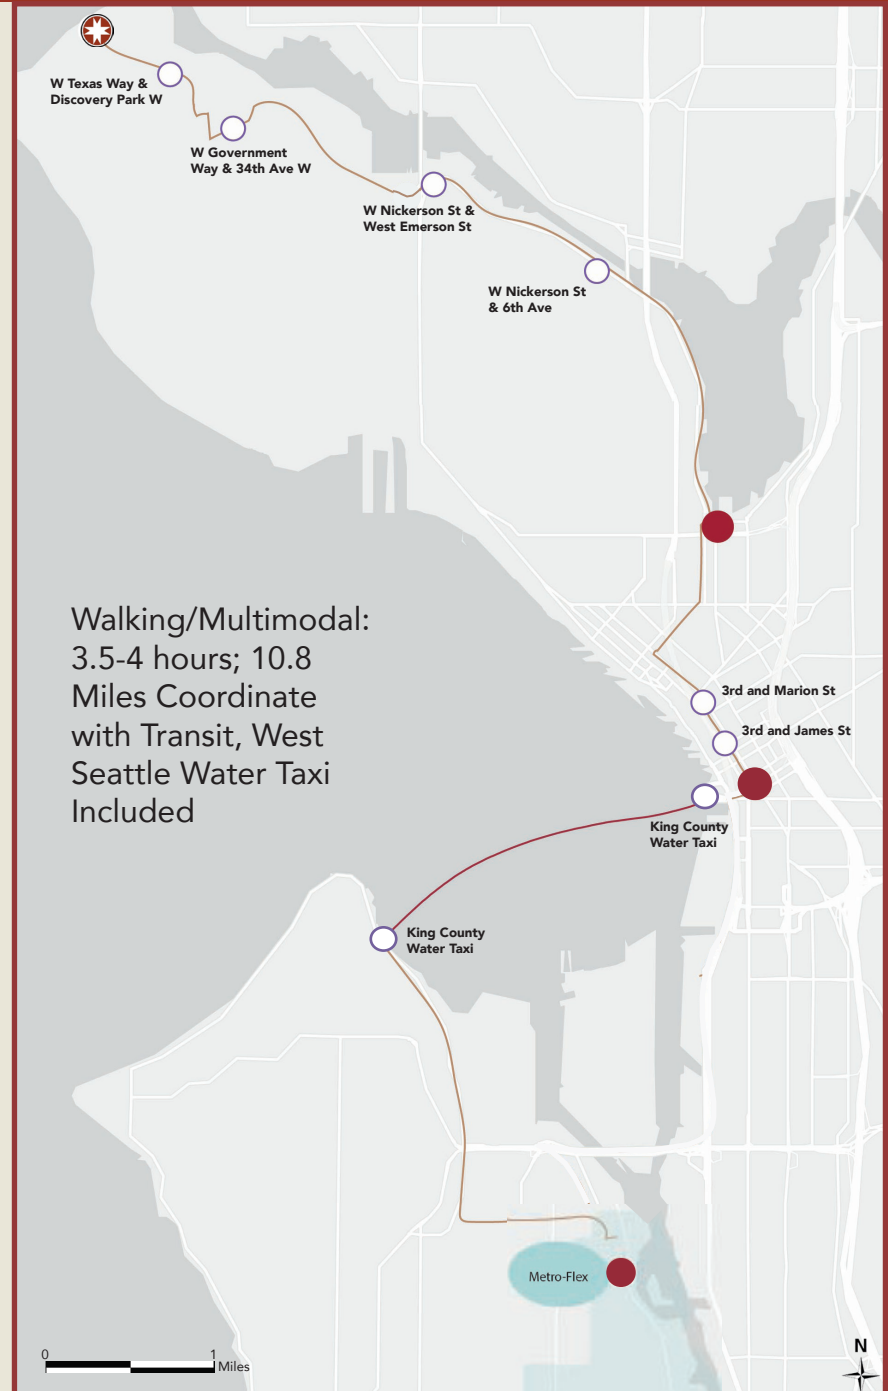 W Texas Way &
Discovery Park W
W Government
Way & 34th Ave W
W Nickerson St &
West Emerson St
W Nickerson St
& 6th Ave
Walking/Multimodal:
3.5-4 hours; 10.8
Miles Coordinate
with Transit, West
Seattle Water Taxi
Included
3rd and Marion St
3rd and James St
King County
Water Taxi
King County
Water Taxi
Metro-Flex
0
1
Miles
N